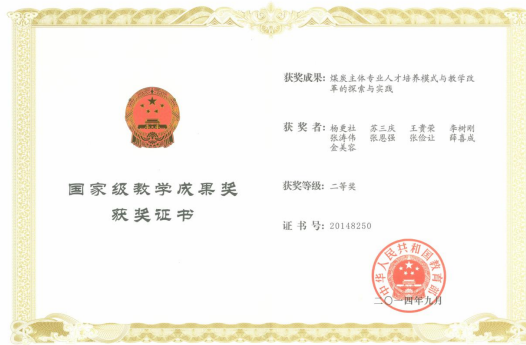 国家级教学成果奖
获奖证书
获奖成果: 煤炭主体专业人才培养模式与教学改
革的探索与实践
获 奖 者: 杨更社 苏三庆 王贵荣 李树刚
张涛伟 张恩强 张俭让 薛喜成
金美容
获奖等级: 二等奖
证 书 号: 20148250
中华人民共和国教育部
二〇一四年九月